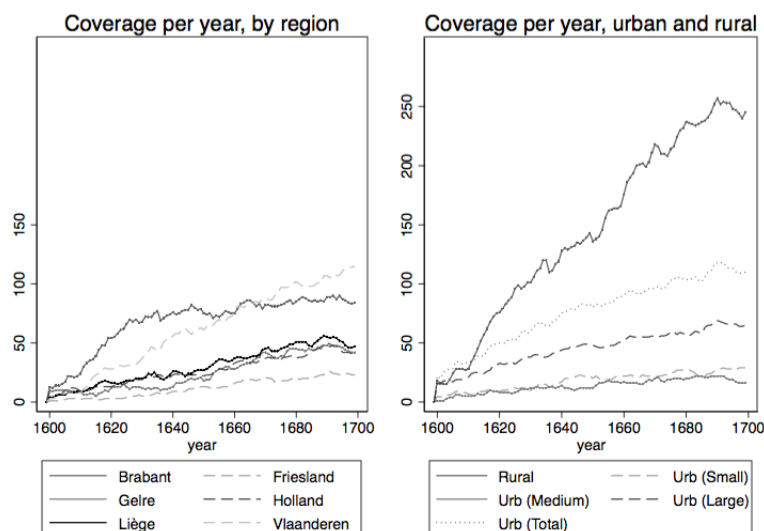 Coverage per year, by region
150
100
50
0
1600 1620 1640 1660 1680 1700
year
Brabant Friesland
Gelre Holland
Liège Vlaanderen
Coverage per year, urban and rural
250
200
150
100
50
0
1600 1620 1640 1660 1680 1700
year
Rural Urb (Small)
Urb (Medium) Urb (Large)
Urb (Total)